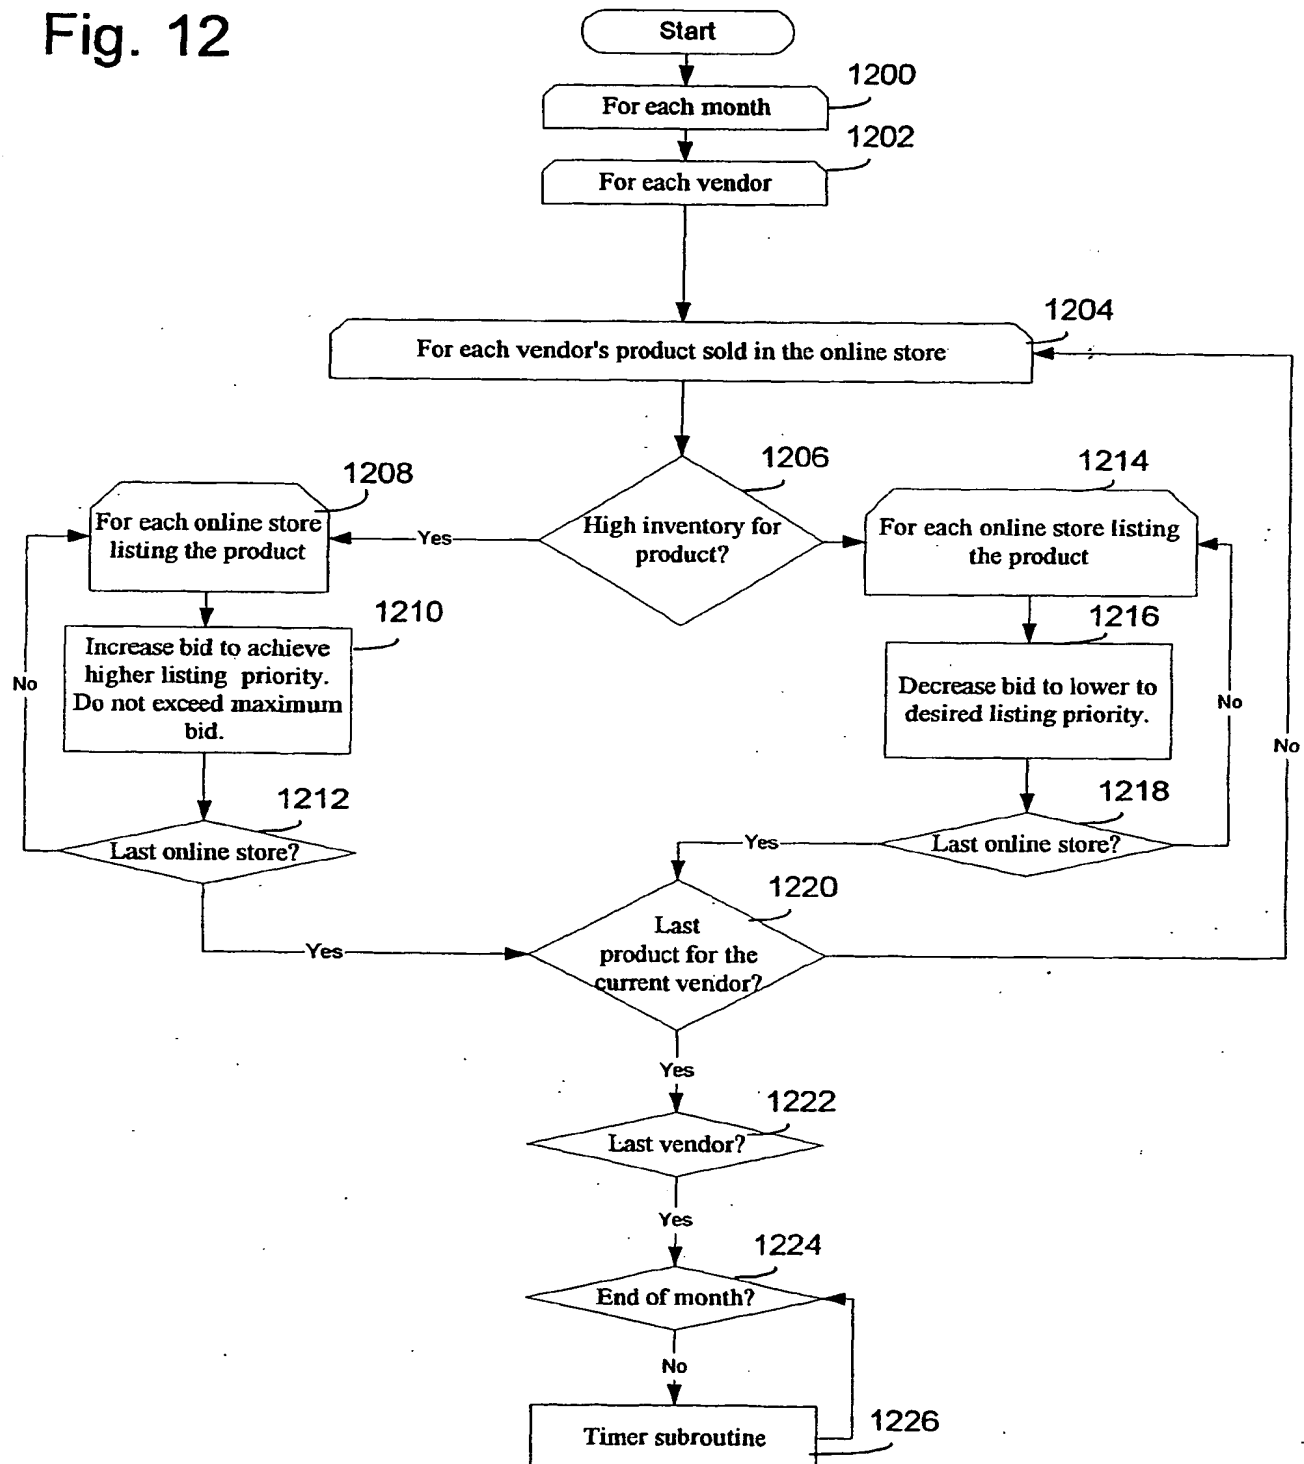 Fig. 12
Start
1200
For each month
1202
For each vendor
1204
For each vendor's product sold in the online store
1206
High inventory for
product?
1208
For each online store
listing the product
Yes
1214
For each online store listing
the product
1210
Increase bid to achieve
higher listing priority.
Do not exceed maximum
bid.
No
1216
Decrease bid to lower to
desired listing priority.
No
No
1212
Last online store?
1218
Last online store?
Yes
1220
Last
product for the
current vendor?
Yes
Yes
1222
Last vendor?
Yes
1224
End of month?
No
1226
Timer subroutine